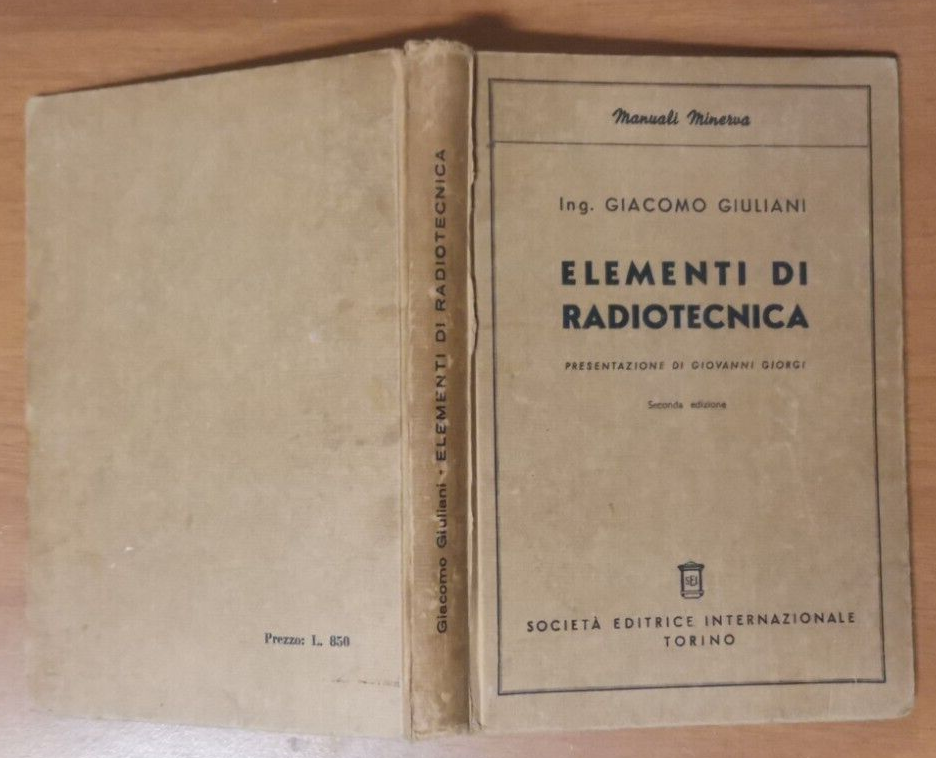 Prezzo: L. 850
Giacomo Giuliani • ELEMENTI DI RADIOTECNICA
Manuali Minerva
Ing. GIACOMO GIULIANI
ELEMENTI DI
RADIOTECNICA
PRESENTAZIONE DI GIOVANNI GIORGI
Seconda edizione
SEI
SOCIETÀ EDITRICE INTERNAZIONALE
TORINO